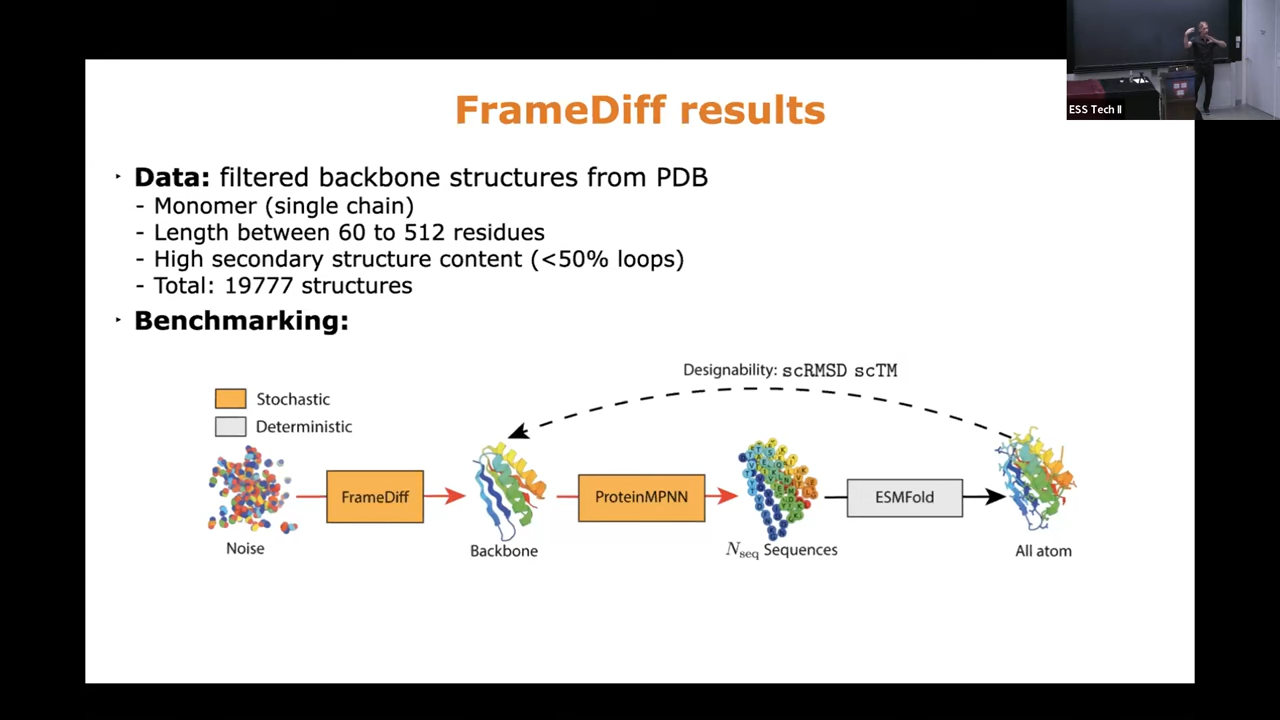 FrameDiff results
ESS Tech II
‣ Data: filtered backbone structures from PDB
- Monomer (single chain)
- Length between 60 to 512 residues
- High secondary structure content (<50% loops)
- Total: 19777 structures
‣ Benchmarking:
Designability: scRMSD scTM
Stochastic
Deterministic
FrameDiff
ProteinMPNN
ESMFold
Noise
Backbone
Nseq Sequences
All atom